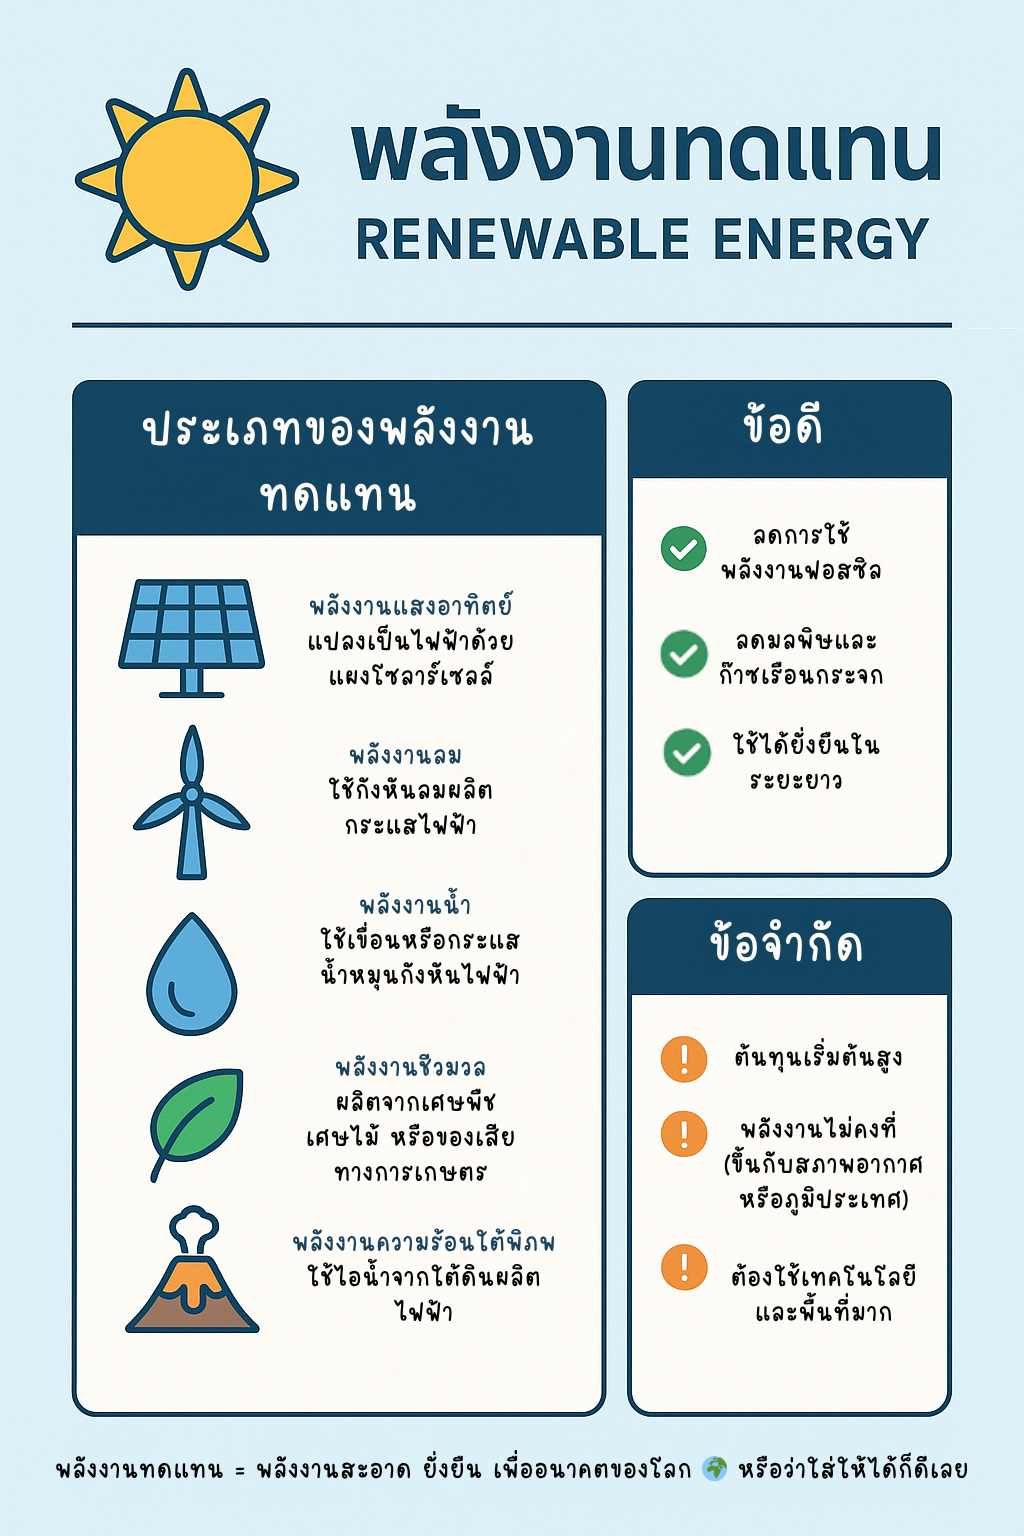 พลังงานทดแทน
RENEWABLE ENERGY
ประเภทของพลังงาน
ทดแทน
พลังงานแสงอาทิตย์
แปลงเป็นไฟฟ้าด้วย
แผงโซลาร์เซลล์
พลังงานลม
ใช้กังหันลมผลิต
กระแสไฟฟ้า
พลังงานน้ำ
ใช้เขื่อนหรือกระแส
น้ำหมุนกังหันไฟฟ้า
พลังงานชีวมวล
ผลิตจากเศษพืช
เศษไม้ หรือของเสีย
ทางการเกษตร
พลังงานความร้อนใต้พิภพ
ใช้ไอน้ำจากใต้ดินผลิต
ไฟฟ้า
ข้อดี
ลดการใช้
พลังงานฟอสซิล
ลดมลพิษและ
ก๊าซเรือนกระจก
ใช้ได้ยั่งยืนใน
ระยะยาว
ข้อจำกัด
ต้นทุนเริ่มต้นสูง
พลังงานไม่คงที่
(ขึ้นกับสภาพอากาศ
หรือภูมิประเทศ)
ต้องใช้เทคโนโลยี
และพื้นที่มาก
พลังงานทดแทน = พลังงานสะอาด ยั่งยืน เพื่ออนาคตของโลก 🌍 หรือว่าใส่ให้ได้ก็ดีเลย